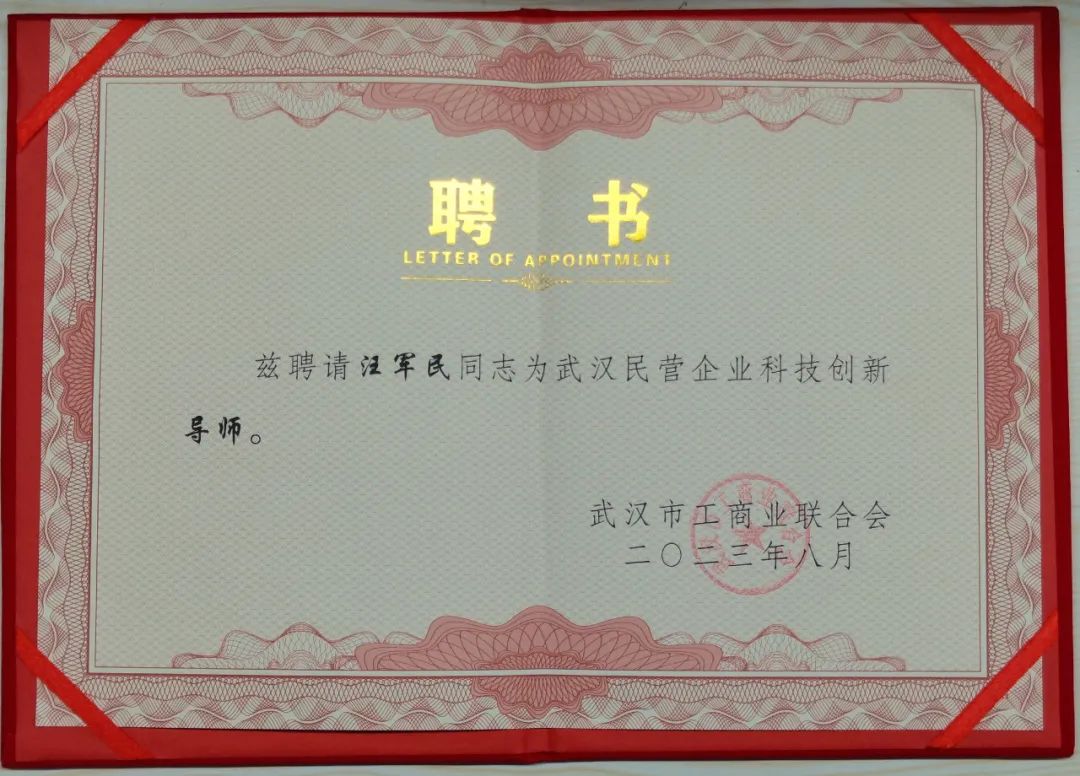 聘 书
LETTER OF APPOINTMENT
兹聘请汪军民同志为武汉民营企业科技创新
导师。
武汉市工商业联合会
二〇二三年八月